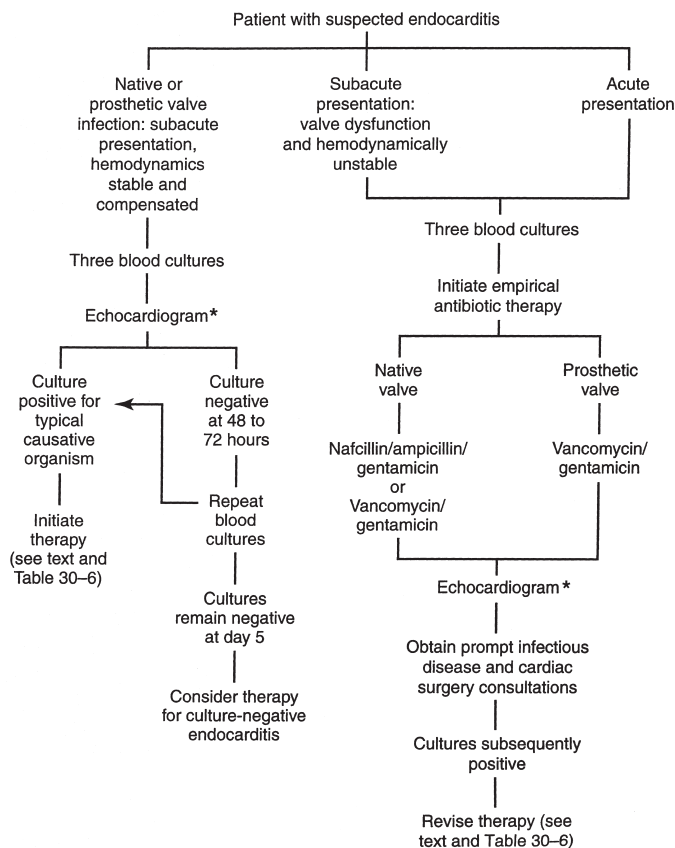 Patient with suspected endocarditis
Native or
prosthetic valve
infection: subacute
presentation,
hemodynamics
stable and
compensated
Three blood cultures
Echocardiogram*
Culture
positive for
typical
causative
organism
Initiate
therapy
(see text and
Table 30–6)
Culture
negative
at 48 to
72 hours
Repeat
blood
cultures
Cultures
remain negative
at day 5
Consider therapy
for culture-negative
endocarditis
Subacute
presentation:
valve dysfunction
and hemodynamically
unstable
Acute
presentation
Three blood cultures
Initiate empirical
antibiotic therapy
Native
valve
Nafcillin/ampicillin/
gentamicin
or
Vancomycin/
gentamicin
Prosthetic
valve
Vancomycin/
gentamicin
Echocardiogram*
Obtain prompt infectious
disease and cardiac
surgery consultations
Cultures subsequently
positive
Revise therapy (see
text and Table 30–6)